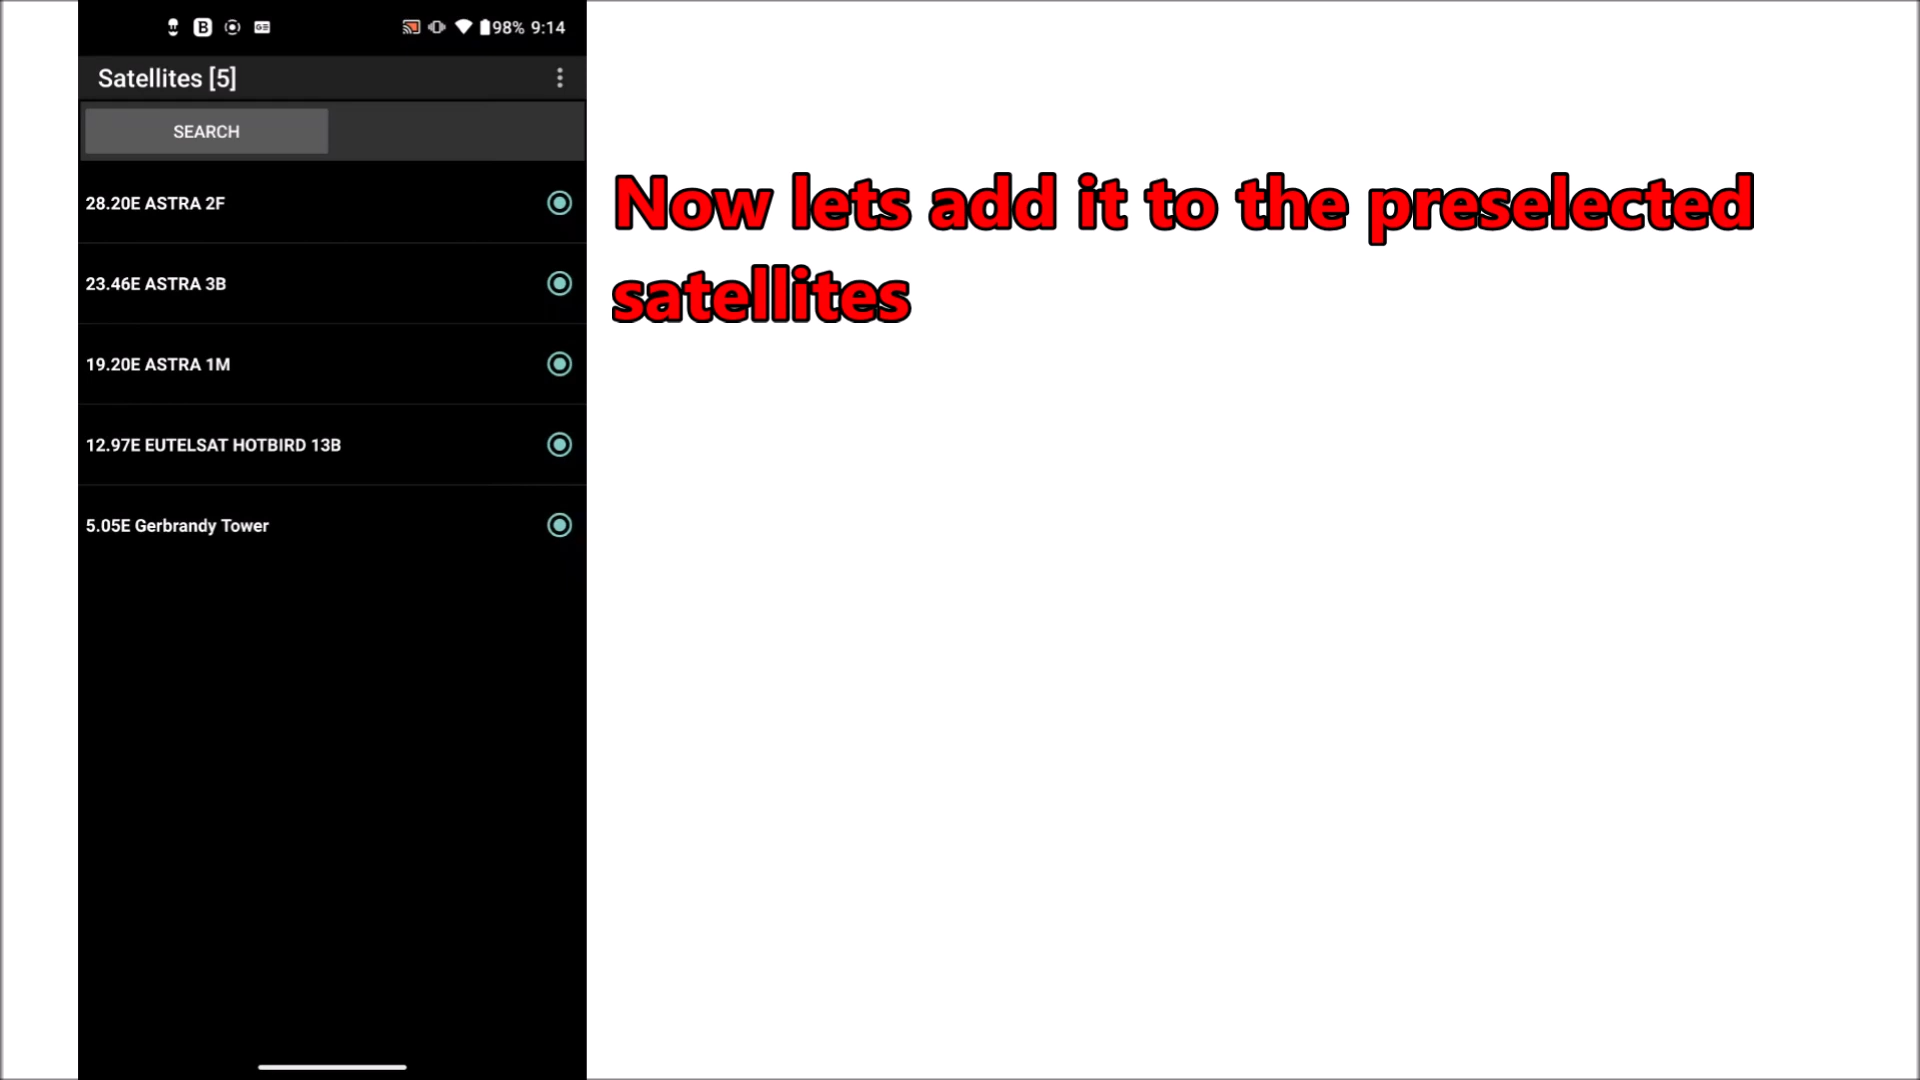 B GE 98% 9:14
Satellites [5]
SEARCH
28.20E ASTRA 2F
23.46E ASTRA 3B
19.20E ASTRA 1M
12.97E EUTELSAT HOTBIRD 13B
5.05E Gerbrandy Tower
Now lets add it to the preselected
satellites